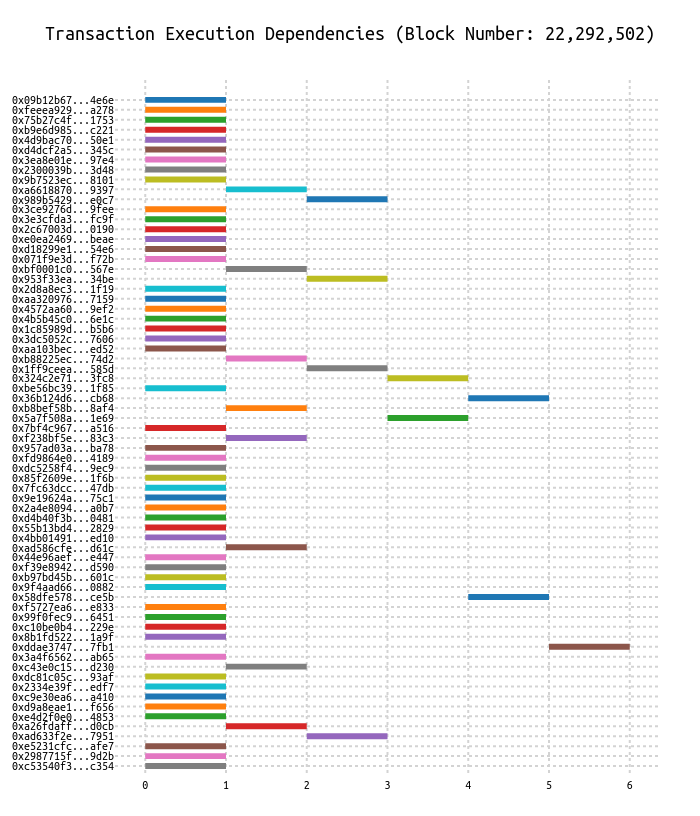 Transaction Execution Dependencies (Block Number: 22,292,502)
0x09b12b67...4e6e
0xfeeea929...a278
0x75b27c4f...1753
0xb9e6d985...c221
0x4d9bac70...50e1
0xd4dcf2a5...345c
0x3ea8e01e...97e4
0x2300039b...3d48
0x9b7523ec...8101
0xa6618870...9397
0x989b5429...e0c7
0x3ce9276d...9fee
0x3e3cfda3...fc9f
0x2c67003d...0190
0xe0ea2469...beae
0xd18299e1...54e6
0x071f9e3d...f72b
0xbf0001c0...567e
0x953f33ea...34be
0x2d8a8ec3...1f19
0xaa320976...7159
0x4572aa60...9ef2
0x4b5b45c0...6e1c
0x1c85989d...b5b6
0x3dc5052c...7606
0xaa103bec...ed52
0xb88225ec...74d2
0x1ff9ceea...585d
0x324c2e71...3fc8
0xbe56bc39...1f85
0x36b124d6...cb68
0xb8bef58b...8af4
0x5a7f508a...1e69
0x7bf4c967...a516
0xf238bf5e...83c3
0x957ad03a...ba78
0xfd9864e0...4189
0xdc5258f4...9ec9
0x85f2609e...1f6b
0x7fc63dcc...47db
0x9e19624a...75c1
0x2a4e8094...a0b7
0xd4b40f3b...0481
0x55b13bd4...2829
0x4bb01491...ed10
0xad586cfe...d61c
0x44e96aef...e447
0xf39e8942...d590
0xb97bd45b...601c
0x9f4aad66...0882
0x58dfe578...ce5b
0xf5727ea6...e833
0x99f0fec9...6451
0xc10be0b4...229e
0x8b1fd522...1a9f
0xddae3747...7fb1
0x3a4f6562...ab65
0xc43e0c15...d230
0xdc81c05c...93af
0x2334e39f...edf7
0xc9e30ea6...a410
0xd9a8eae1...f656
0xe4d2f0e0...4853
0xa26fdaff...d0cb
0xad633f2e...7951
0xe5231cfc...afe7
0x2987715f...9d2b
0xc53540f3...c354
0 1 2 3 4 5 6